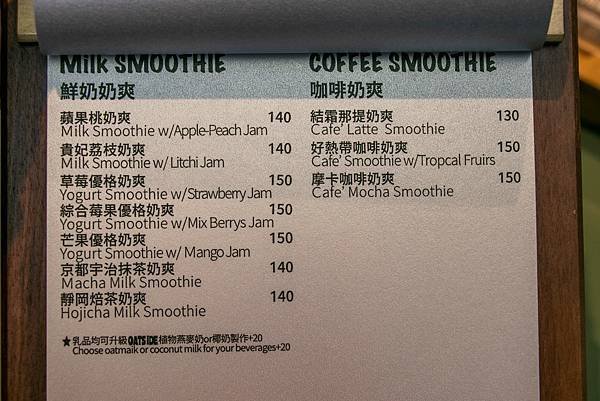 Milk SMOOTHIE
鮮奶奶爽
蘋果桃奶爽 140
Milk Smoothie w/Apple-Peach Jam
貴妃荔枝奶爽 140
Milk Smoothie w/ Litchi Jam
草莓優格奶爽 150
Yogurt Smoothie w/Strawberry Jam
綜合莓果優格奶爽 150
Yogurt Smoothie w/Mix Berrys Jam
芒果優格奶爽 150
Yogurt Smoothie w/ Mango Jam
京都宇治抹茶奶爽 140
Macha Milk Smoothie
靜岡焙茶奶爽 140
Hojicha Milk Smoothie
★乳品均可升級OATSIDE植物燕麥奶or椰奶製作+20
Choose oatmaik or coconut milk for your beverages+20
COFFEE SMOOTHIE
咖啡奶爽
結霜那提奶爽 130
Cafe' Latte Smoothie
好熱帶咖啡奶爽 150
Cafe' Smoothie w/Tropcal Fruirs
摩卡咖啡奶爽 150
Cafe' Mocha Smoothie